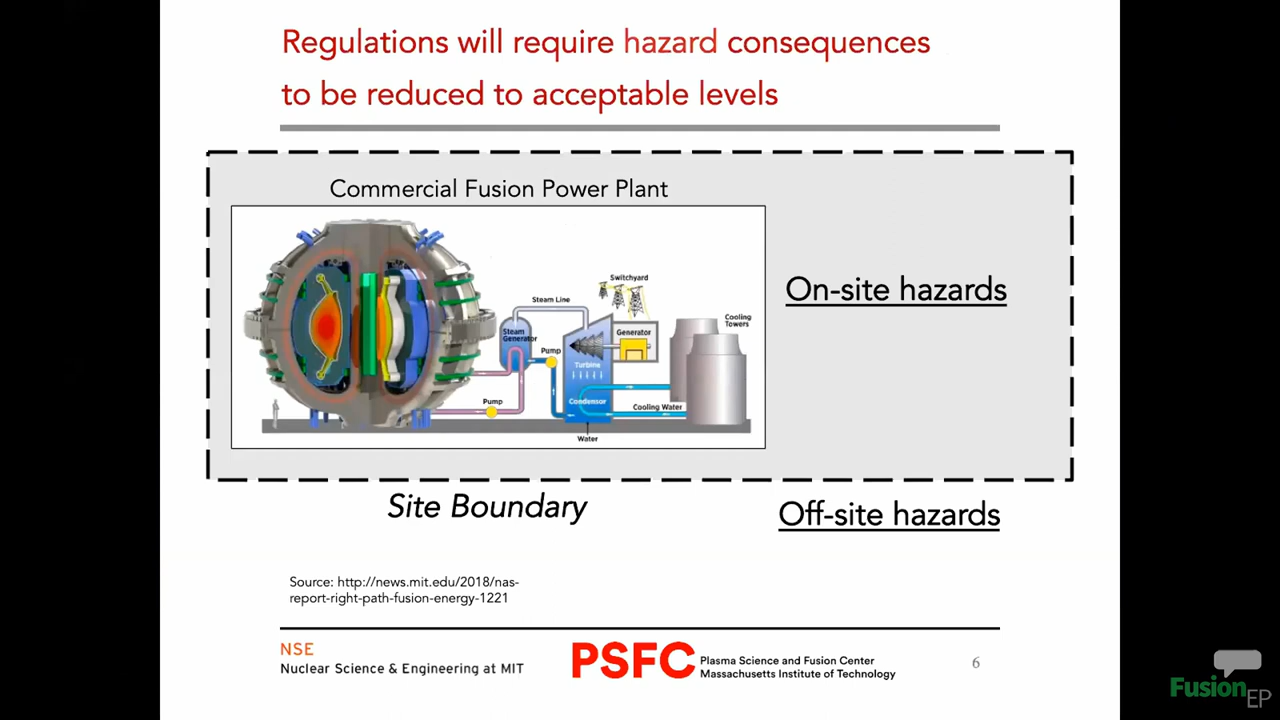 Regulations will require hazard consequences
to be reduced to acceptable levels
Commercial Fusion Power Plant
Switchyard
Steam Line
Cooling
Towers
Steam
Generator
Generator
Pump
Turbine
Condensor
Pump
Cooling Water
Water
On-site hazards
Site Boundary
Off-site hazards
Source: http://news.mit.edu/2018/nas-
report-right-path-fusion-energy-1221
NSE
Nuclear Science & Engineering at MIT
PSFC
Plasma Science and Fusion Center
Massachusetts Institute of Technology
6
Fusion
EP